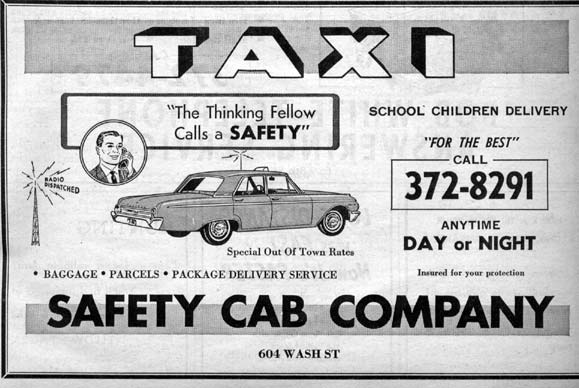 TAXI
"The Thinking Fellow
Calls a SAFETY"
SCHOOL CHILDREN DELIVERY
"FOR THE BEST"
CALL
372-8291
RADIO
DISPATCHED
ANYTIME
DAY or NIGHT
Special Out Of Town Rates
• BAGGAGE • PARCELS • PACKAGE DELIVERY SERVICE
Insured for your protection
SAFETY CAB COMPANY
604 WASH ST